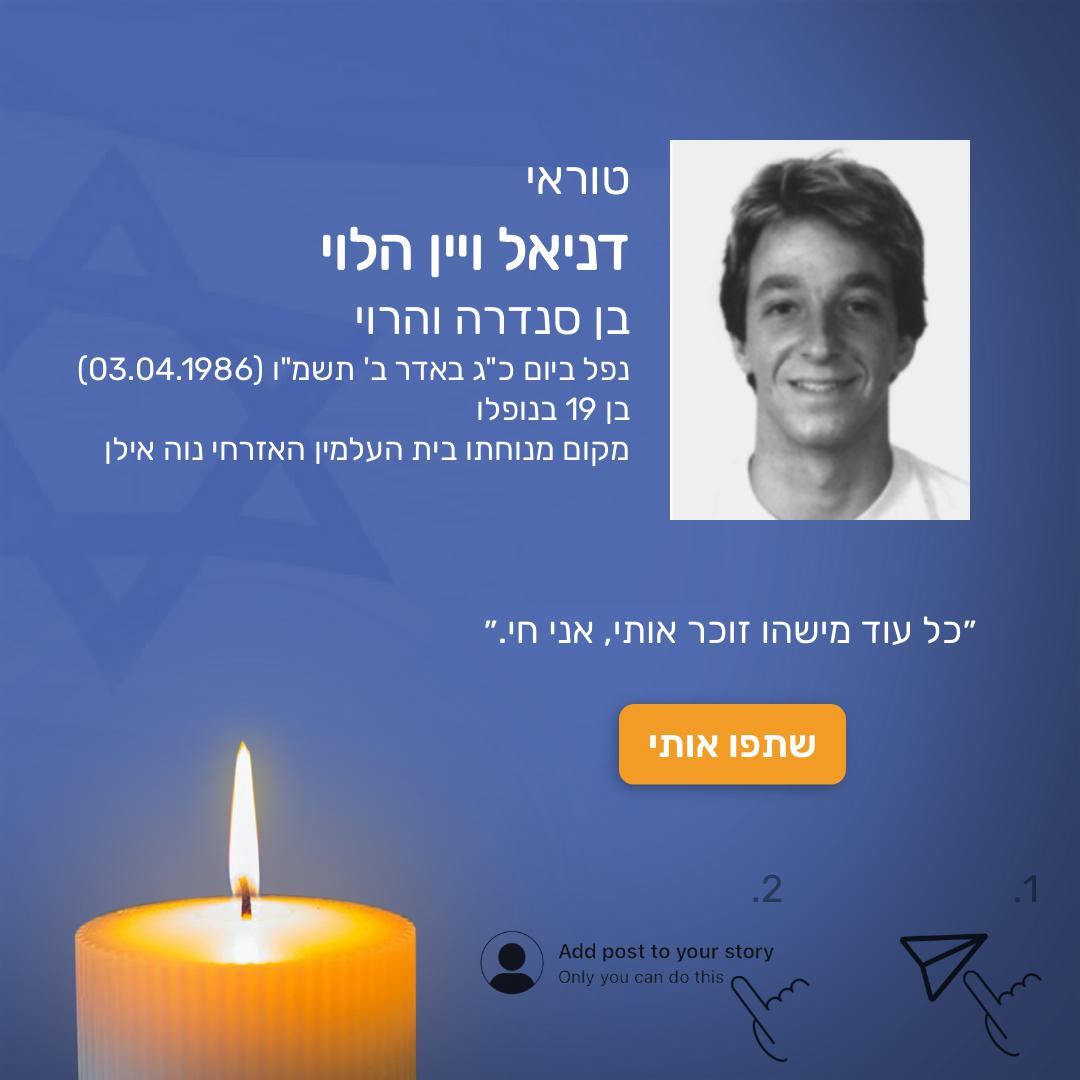 טוראי
דניאל ויין הלוי
בן סנדרה והרוי
נפל ביום כ"ג באדר ב' תשמ"ו (03.04.1986)
בן 19 בנופלו
מקום מנוחתו בית העלמין האזרחי נוה אילן
״כל עוד מישהו זוכר אותי, אני חי.״
שתפו אותי
1.
2.
Add post to your story
Only you can do this